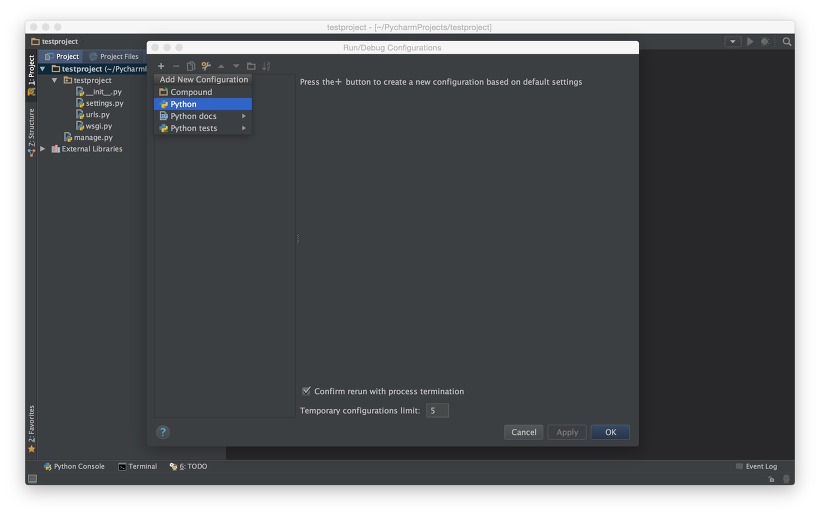 testproject - [~/PycharmProjects/testproject]
testproject
Run/Debug Configurations
1: Project
Z: Structure
2: Favorites
Project
Project Files
testproject (~/Pycharm
testproject
__init__.py
settings.py
urls.py
wsgi.py
manage.py
External Libraries
Add New Configuration
Compound
Python
Python docs
Python tests
Press the+ button to create a new configuration based on default settings
Confirm rerun with process termination
Temporary configurations limit: 5
?
Cancel
Apply
OK
Python Console
Terminal
6: TODO
Event Log